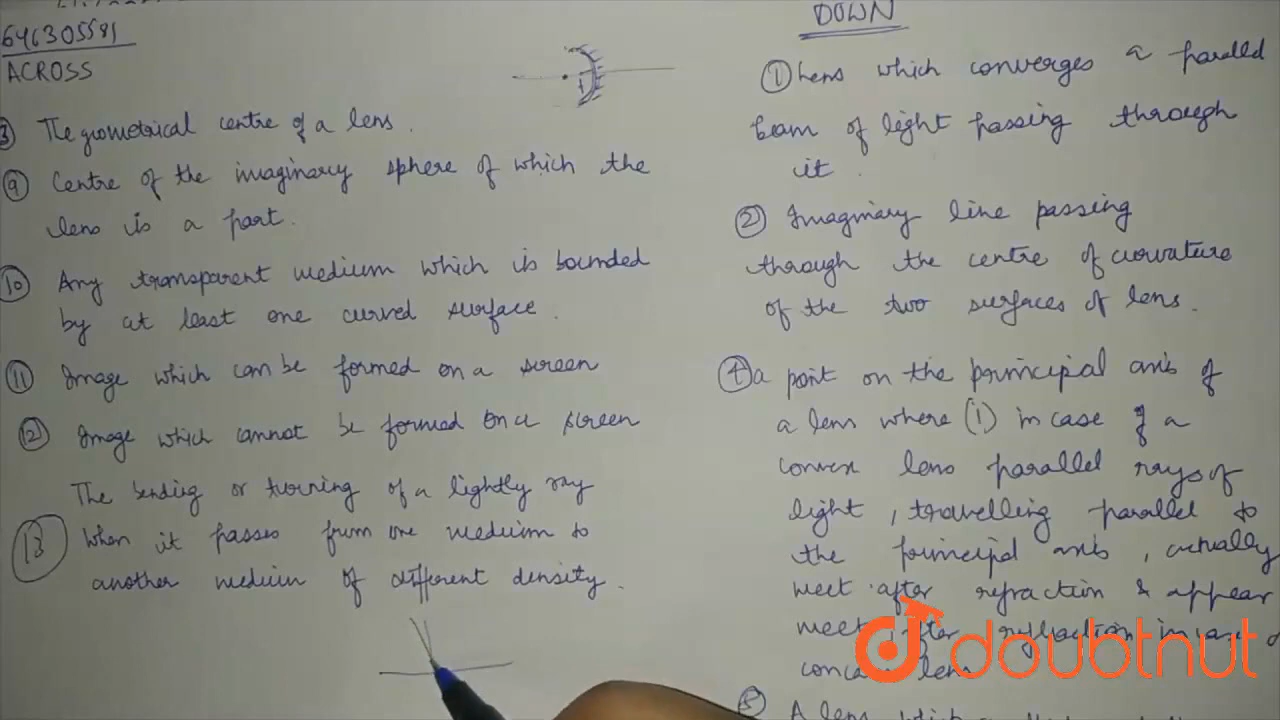 646305581
ACROSS
3 The geometrical centre of a lens.
9 Centre of the imaginary sphere of which the
lens is a part.
10 Any transparent medium which is bounded
by at least one curved surface.
11 Image which can be formed on a screen
12 Image which cannot be formed on a screen
The bending or turning of a lightly ray
13 When it passes from one medium to
another medium of different density.
DOWN
1 Lens which converges a parallel
beam of light passing through
it.
2 Imaginary line passing
through the centre of curvature
of the two surfaces of lens.
4 a point on the principal axis of
a lens where (1) in case of a
convex lens parallel rays of
light, travelling parallel to
the principal axis, actually
meet after refraction & appear
meet, after in case of
lens
5 A lens which
doubtnut